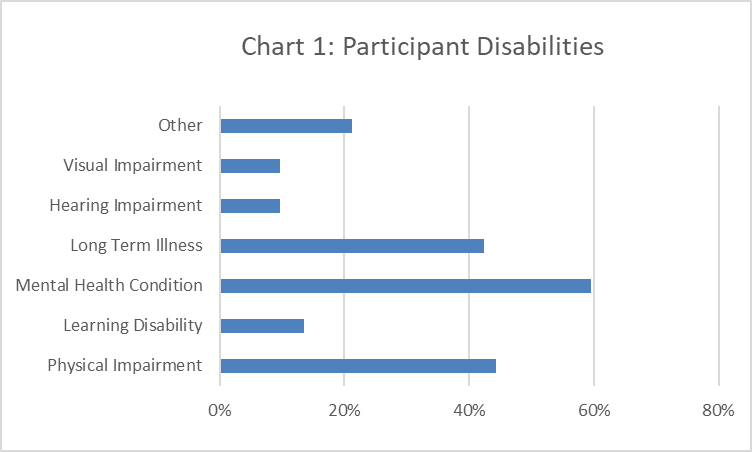 Chart 1: Participant Disabilities
Other
Visual Impairment
Hearing Impairment
Long Term Illness
Mental Health Condition
Learning Disability
Physical Impairment
0% 20% 40% 60% 80%